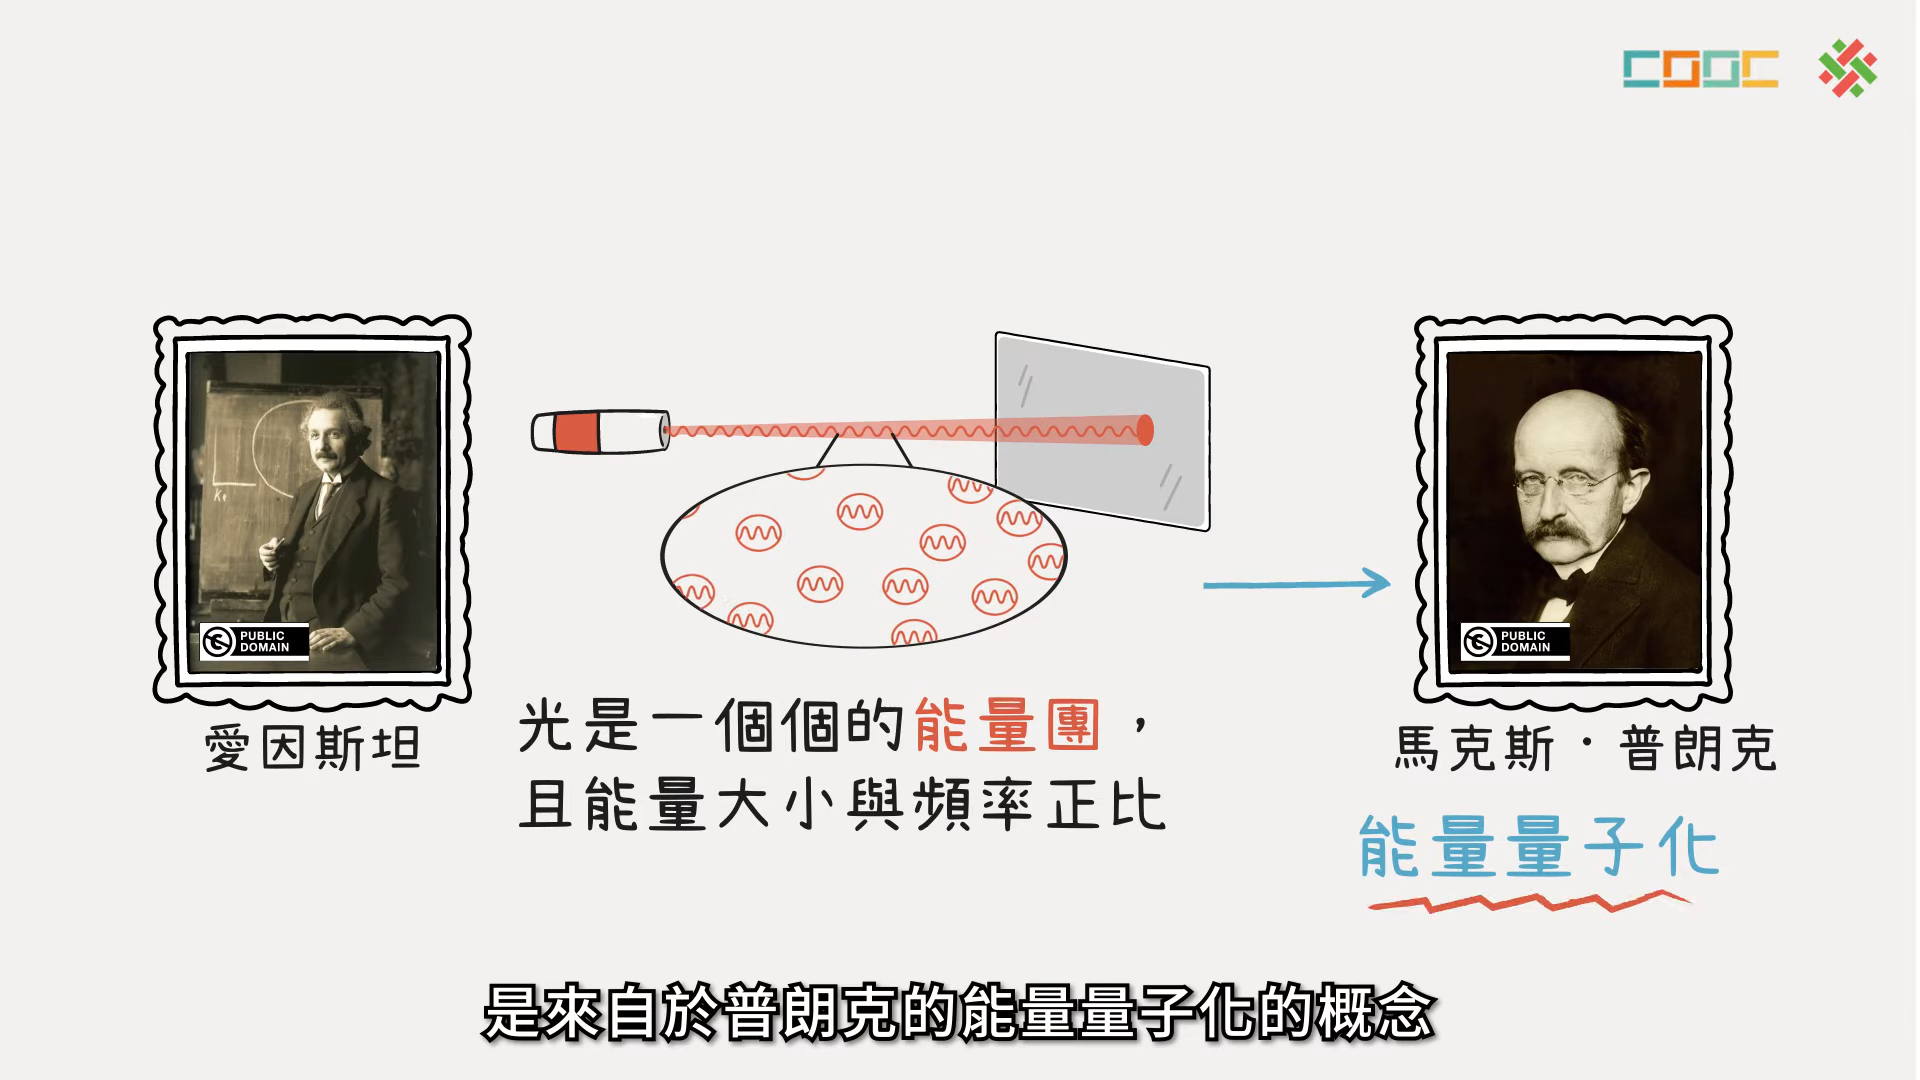 COOC
Ke
PUBLIC
DOMAIN
愛因斯坦
光是一個個的能量團，
且能量大小與頻率正比
PUBLIC
DOMAIN
馬克斯·普朗克
能量量子化
是來自於普朗克的能量量子化的概念